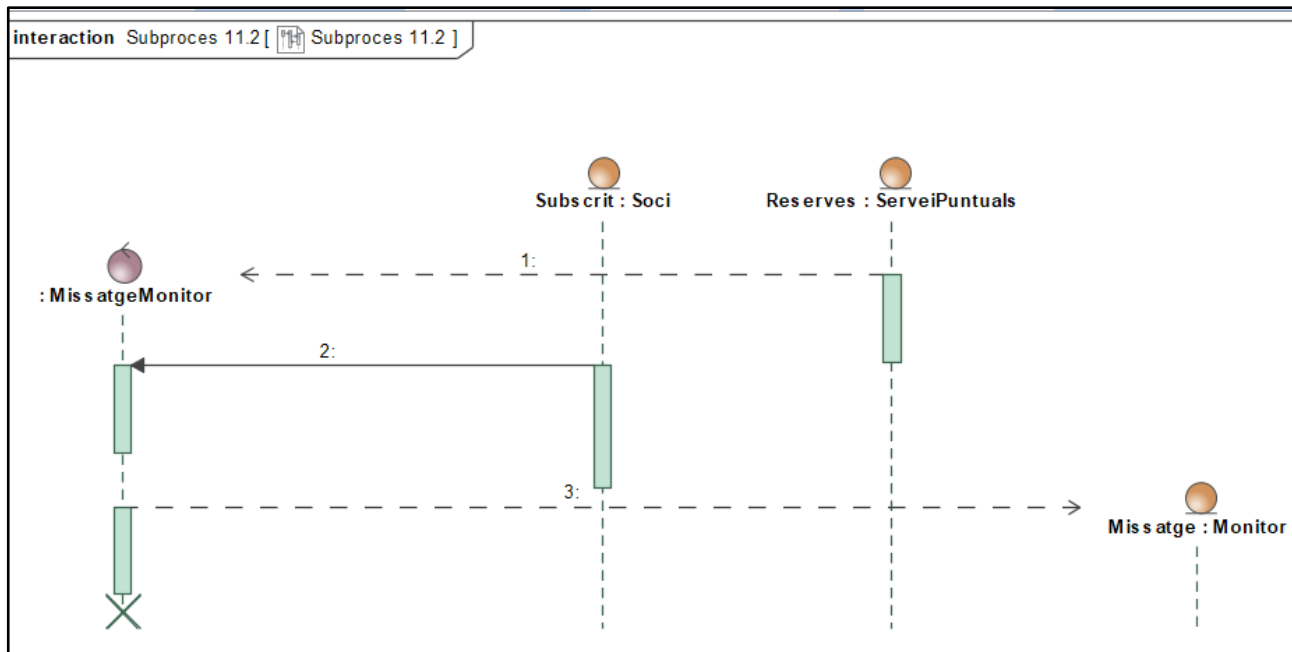 interaction Subproces 11.2 [ Subproces 11.2 ]
Subscrit : Soci
Reserves : ServeiPuntuals
1:
: MissatgeMonitor
2:
3:
Missatge : Monitor